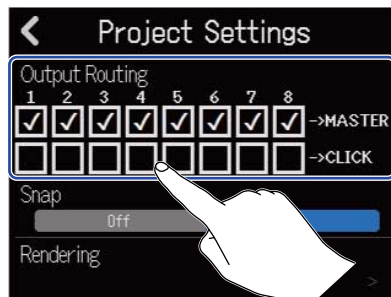 Project Settings
Output Routing
1 2 3 4 5 6 7 8
->MASTER
->CLICK
Snap
Off
Rendering
>